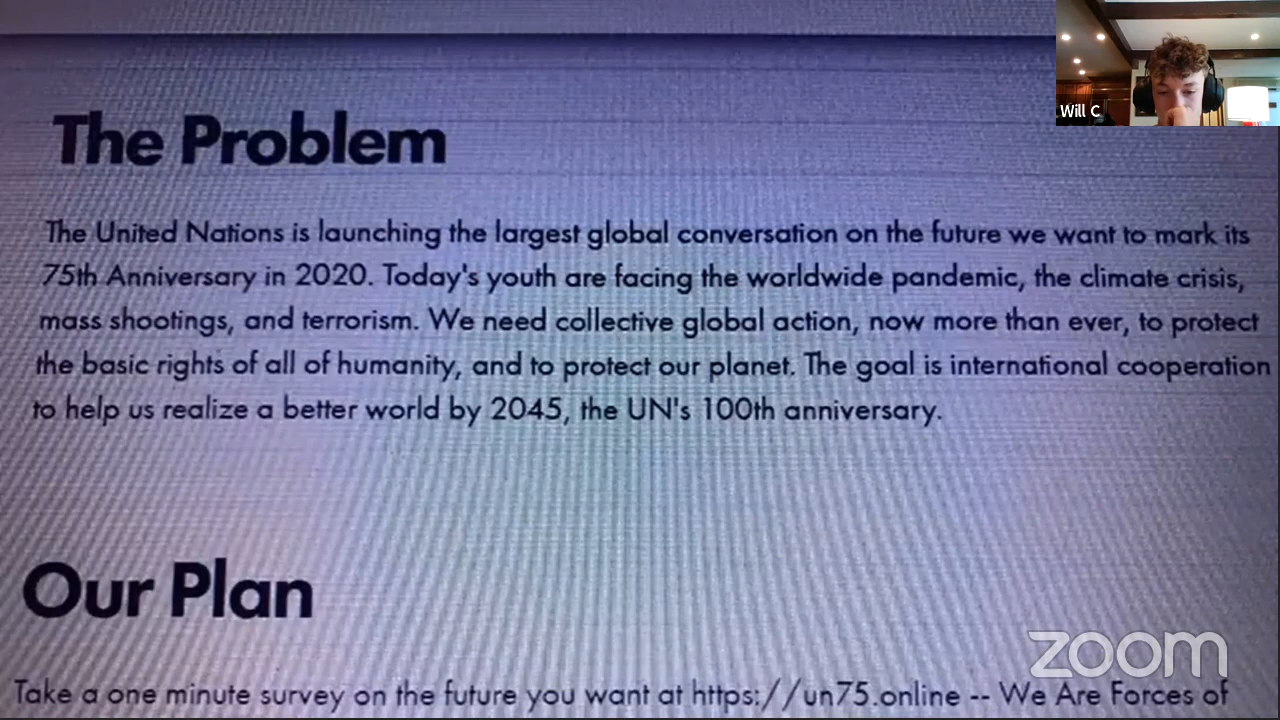 Will C
The Problem
The United Nations is launching the largest global conversation on the future we want to mark its
75th Anniversary in 2020. Today's youth are facing the worldwide pandemic, the climate crisis,
mass shootings, and terrorism. We need collective global action, now more than ever, to protect
the basic rights of all of humanity, and to protect our planet. The goal is international cooperation
to help us realize a better world by 2045, the UN's 100th anniversary.
Our Plan
zoom
Take a one minute survey on the future you want at https://un75.online -- We Are Forces of